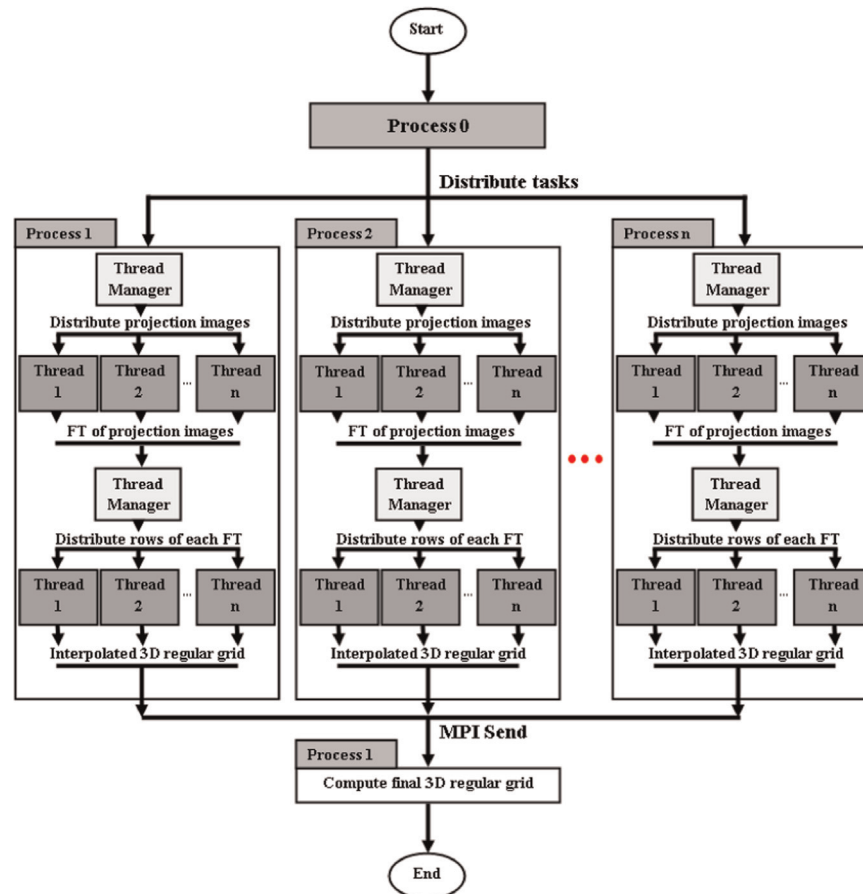 Start
Process 0
Distribute tasks
Process 1
Thread
Manager
Distribute projection images
Thread
1
Thread
2
...
Thread
n
FT of projection images
Thread
Manager
Distribute rows of each FT
Thread
1
Thread
2
...
Thread
n
Interpolated 3D regular grid
Process 2
Thread
Manager
Distribute projection images
Thread
1
Thread
2
...
Thread
n
FT of projection images
Thread
Manager
Distribute rows of each FT
Thread
1
Thread
2
...
Thread
n
Interpolated 3D regular grid
Process n
Thread
Manager
Distribute projection images
Thread
1
Thread
2
...
Thread
n
FT of projection images
Thread
Manager
Distribute rows of each FT
Thread
1
Thread
2
...
Thread
n
Interpolated 3D regular grid
MPI Send
Process 1
Compute final 3D regular grid
End